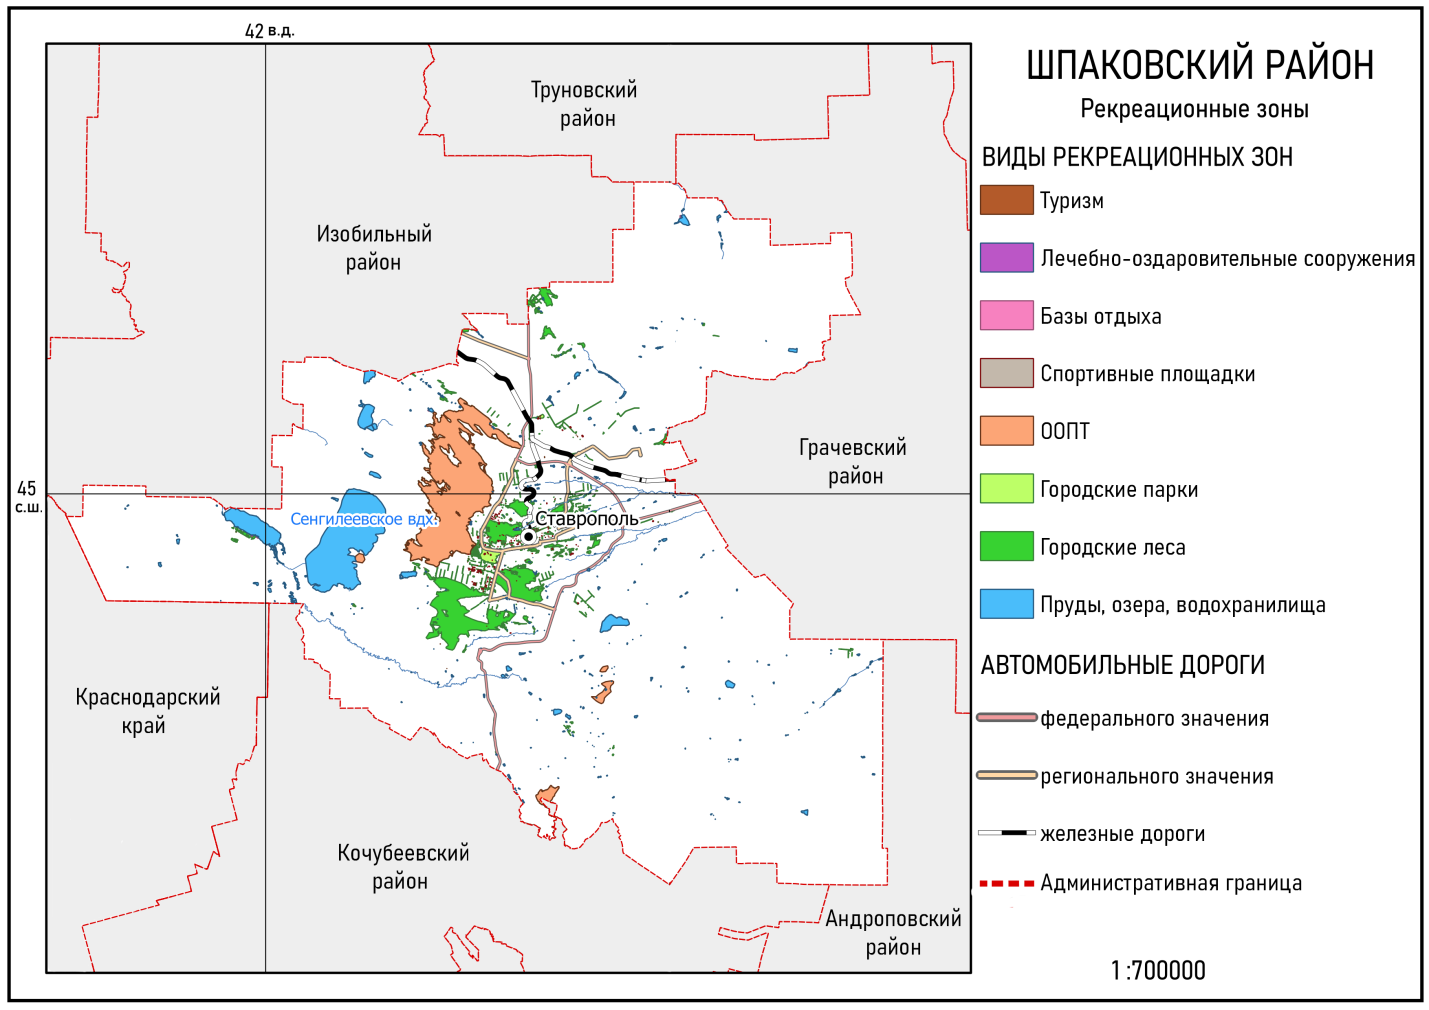 42 в.д.
ШПАКОВСКИЙ РАЙОН
Рекреационные зоны
ВИДЫ РЕКРЕАЦИОННЫХ ЗОН
Туризм
Лечебно-оздаровительные сооружения
Базы отдыха
Спортивные площадки
ООПТ
Городские парки
Городские леса
Пруды, озера, водохранилища
АВТОМОБИЛЬНЫЕ ДОРОГИ
федерального значения
регионального значения
железные дороги
Административная граница
1 :700000
Труновский
район
Изобильный
район
Грачевский
район
45
с.ш.
Сенгилеевское вдх.
Ставрополь
Краснодарский
край
Кочубеевский
район
Андроповский
район